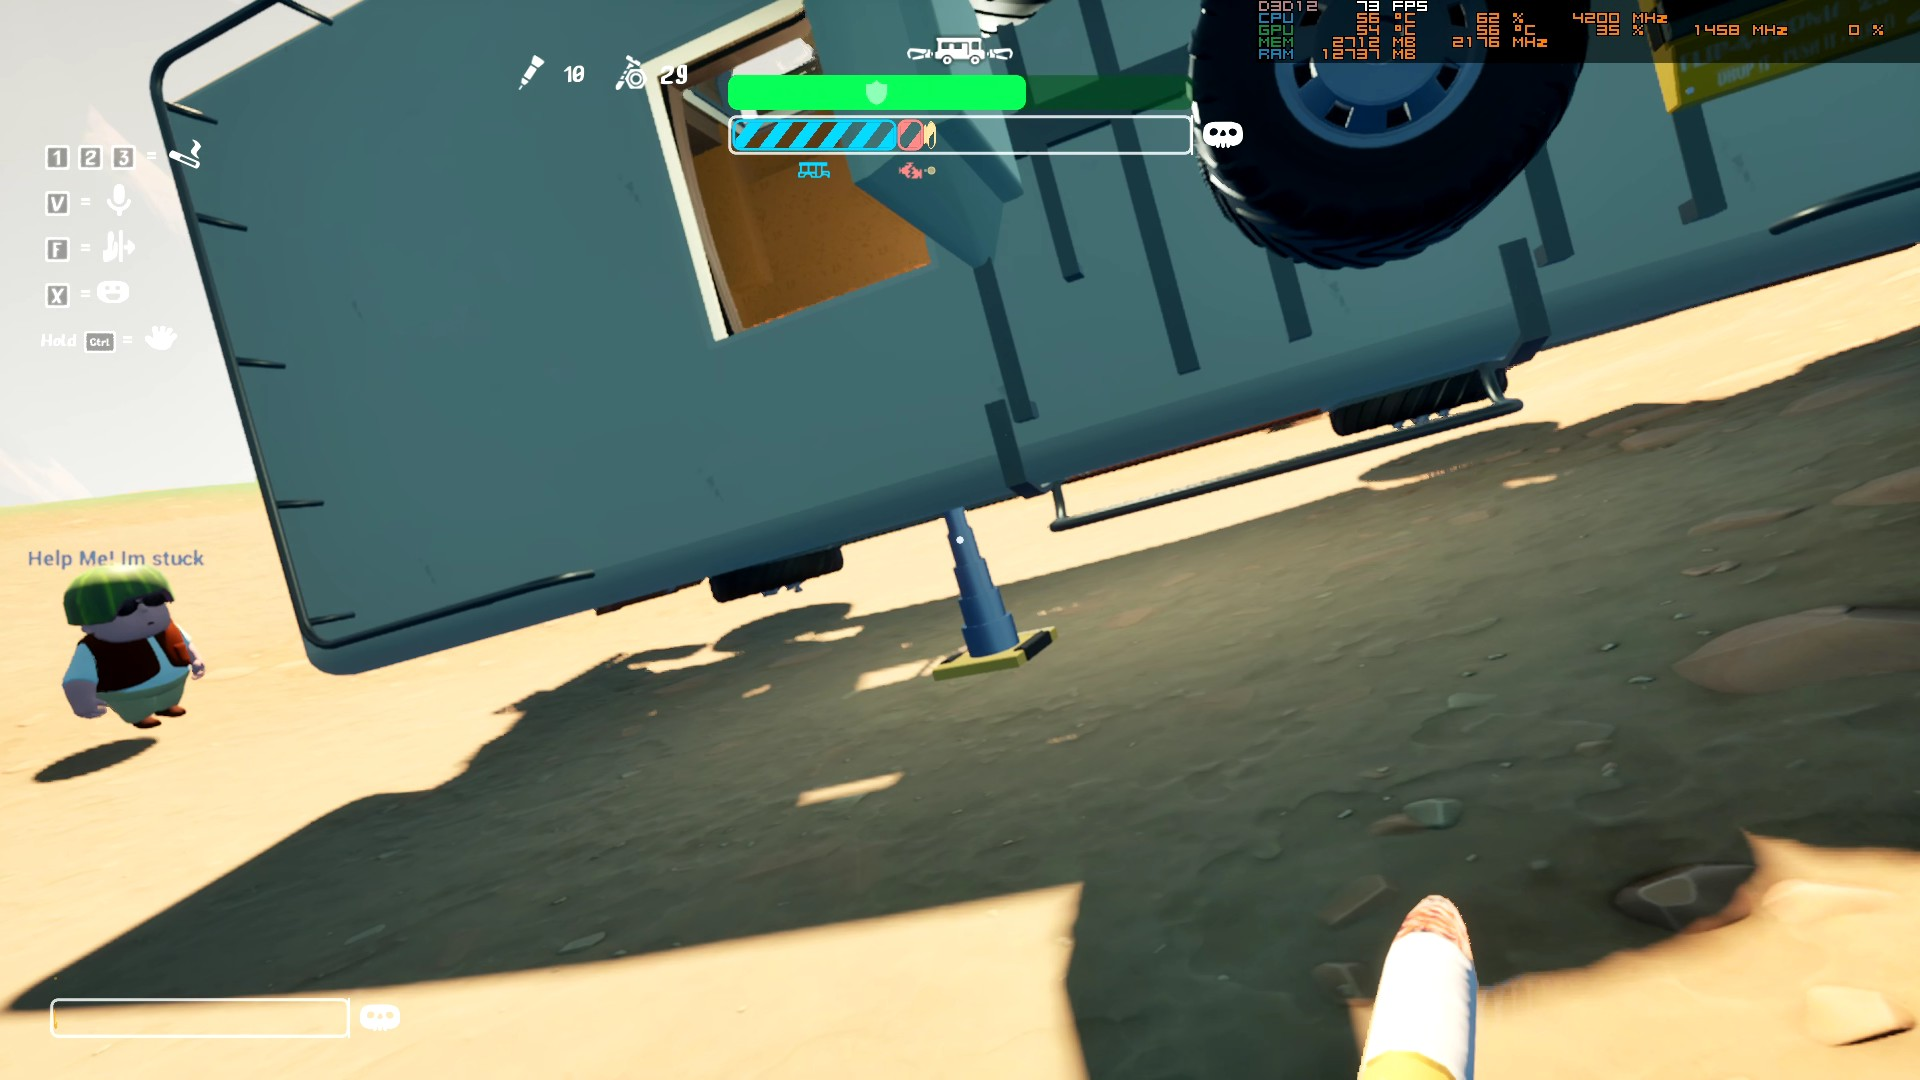 D3D12 73 FPS
CPU 56 °C 62 % 4200 MHz
GPU 54 °C 56 °C 35 % 1458 MHz 0 %
MEM 2712 MB 2176 MHz
RAM 12737 MB
10 29
1 2 3 =
V =
F =
X =
Hold Ctrl =
Help Me! Im stuck